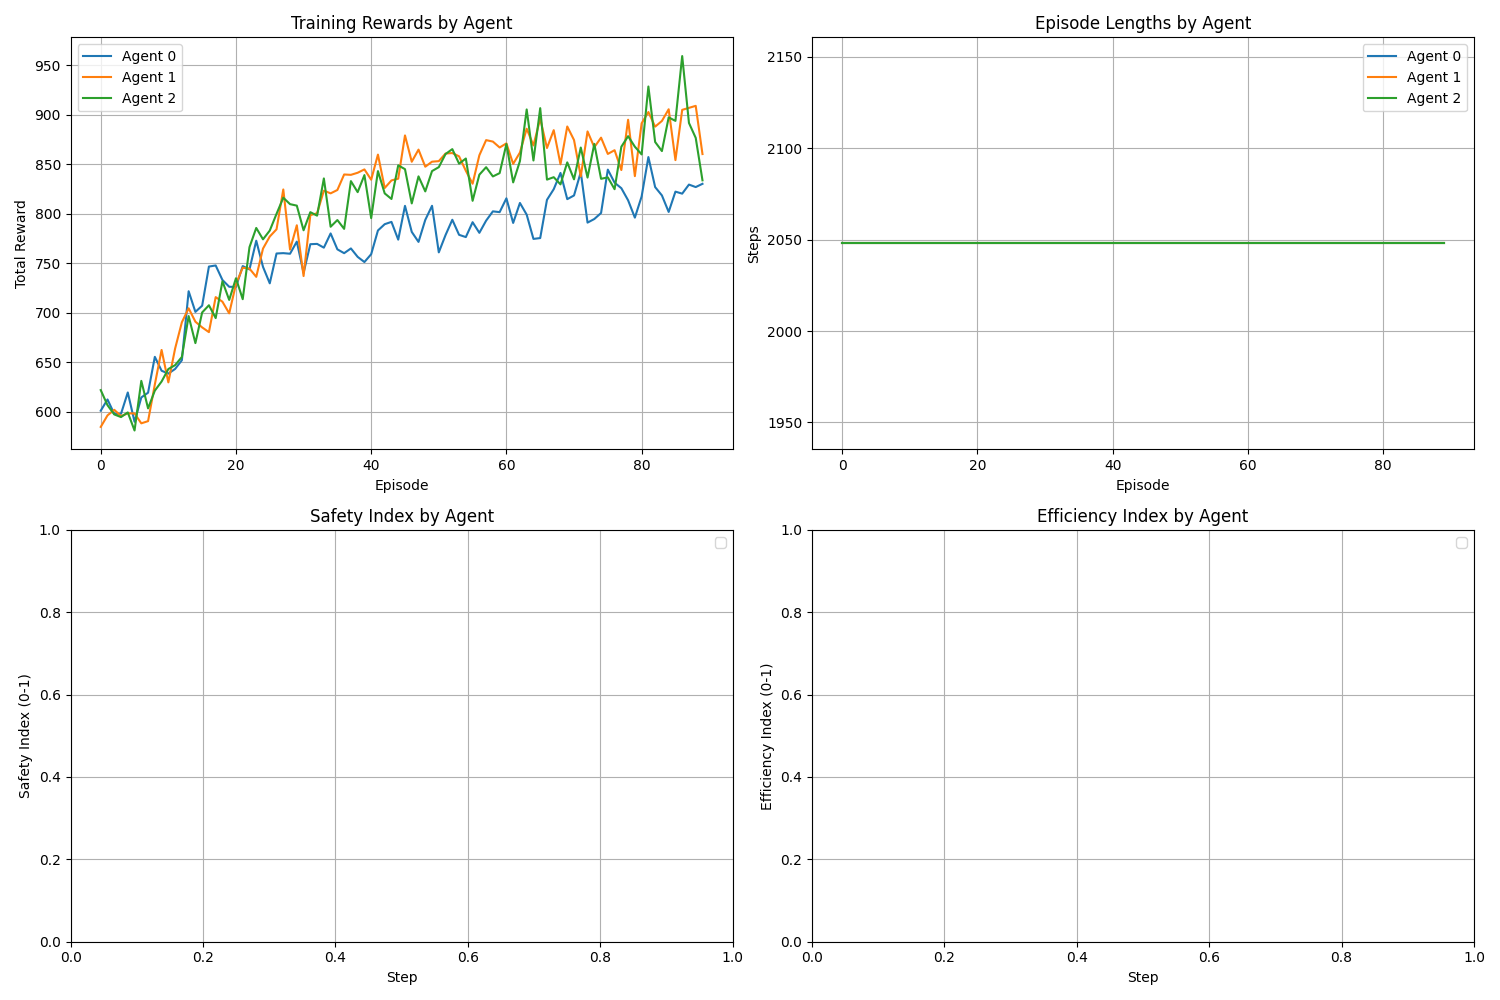 Training Rewards by Agent
Total Reward
950
900
850
800
750
700
650
600
Agent 0
Agent 1
Agent 2
0 20 40 60 80
Episode
Episode Lengths by Agent
Steps
2150
2100
2050
2000
1950
Agent 0
Agent 1
Agent 2
0 20 40 60 80
Episode
Safety Index by Agent
Safety Index (0-1)
1.0
0.8
0.6
0.4
0.2
0.0
0.0 0.2 0.4 0.6 0.8 1.0
Step
Efficiency Index by Agent
Efficiency Index (0-1)
1.0
0.8
0.6
0.4
0.2
0.0
0.0 0.2 0.4 0.6 0.8 1.0
Step